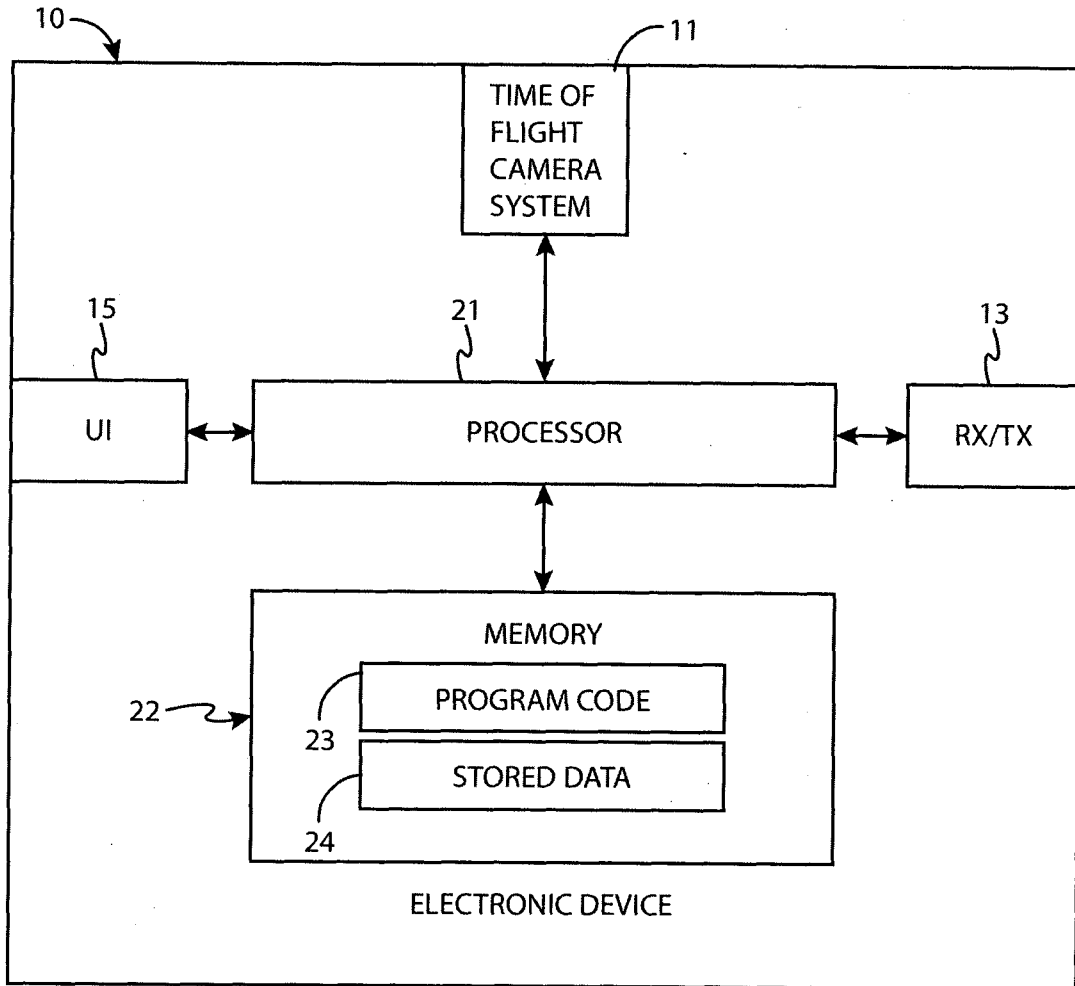 10
11
TIME OF
FLIGHT
CAMERA
SYSTEM
15
21
13
UI
PROCESSOR
RX/TX
MEMORY
22
PROGRAM CODE
23
STORED DATA
24
ELECTRONIC DEVICE